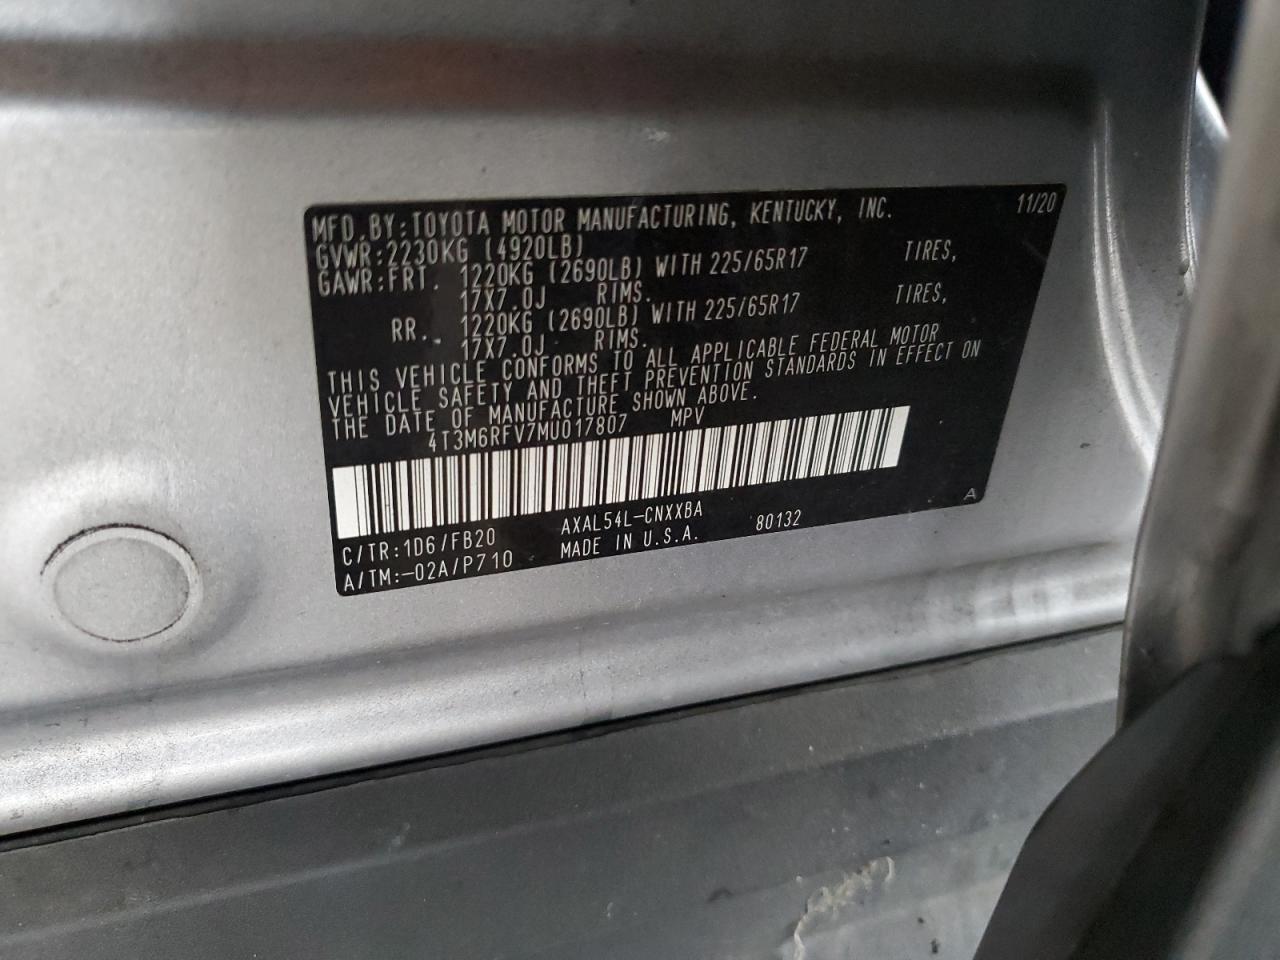 MFD. BY: TOYOTA MOTOR MANUFACTURING, KENTUCKY, INC. 11/20
GVWR: 2230KG (4920LB)
GAWR: FRT. 1220KG (2690LB) WITH 225/65R17 TIRES,
17X7.0J RIMS.
RR. 1220KG (2690LB) WITH 225/65R17 TIRES,
17X7.0J RIMS.
THIS VEHICLE CONFORMS TO ALL APPLICABLE FEDERAL MOTOR
VEHICLE SAFETY AND THEFT PREVENTION STANDARDS IN EFFECT ON
THE DATE OF MANUFACTURE SHOWN ABOVE.
4T3M6RFV7MU017807 MPV
A
C/TR: 1D6/FB20 AXAL54L-CNXXBA 80132
A/TM: -02A/P710 MADE IN U.S.A.